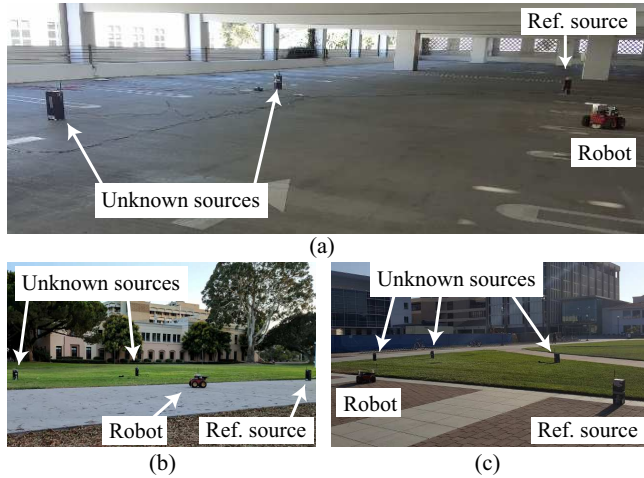 Ref. source
Robot
Unknown sources
(a)
Unknown sources
Robot
Ref. source
(b)
Unknown sources
Robot
Ref. source
(c)